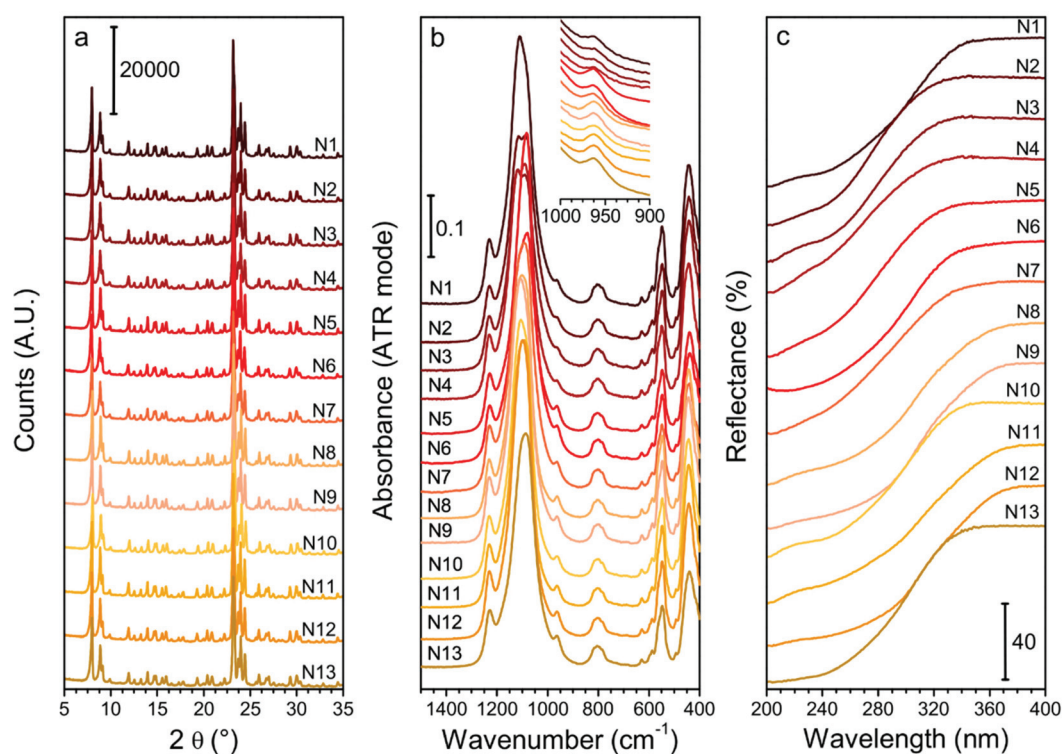 a
20000
N1
N2
N3
N4
N5
N6
N7
N8
N9
N10
N11
N12
N13
5 10 15 20 25 30 35
2 θ (°)
Counts (A.U.)
b
0.1
1000 950 900
N1
N2
N3
N4
N5
N6
N7
N8
N9
N10
N11
N12
N13
1400 1200 1000 800 600 400
Wavenumber (cm⁻¹)
Absorbance (ATR mode)
c
N1
N2
N3
N4
N5
N6
N7
N8
N9
N10
N11
N12
N13
40
200 240 280 320 360 400
Wavelength (nm)
Reflectance (%)